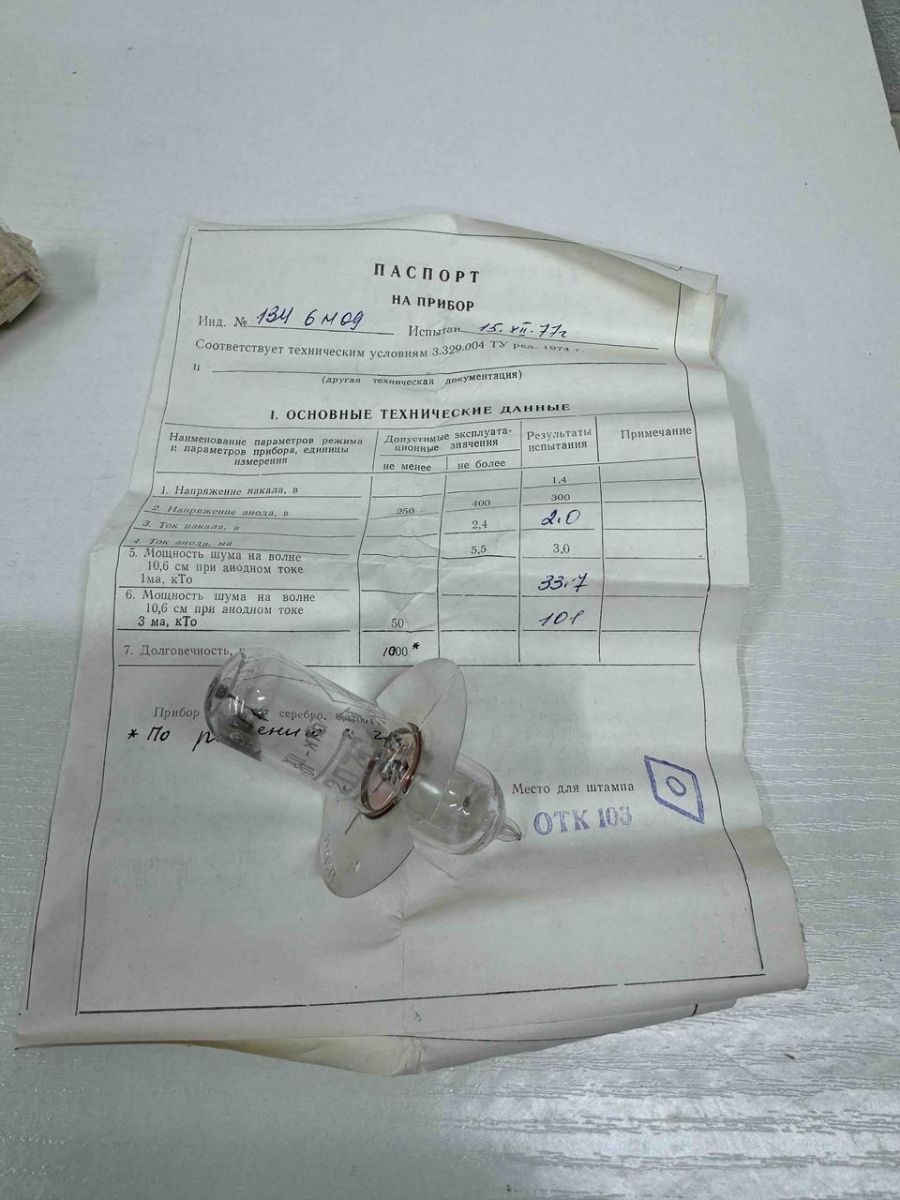 ПАСПОРТ
НА ПРИБОР
Инд. № 134 6М09 Испытан 15.XII-77г
Соответствует техническим условиям 3.329.004 ТУ ред. 1974 г.
и
(другая техническая документация)
1. ОСНОВНЫЕ ТЕХНИЧЕСКИЕ ДАННЫЕ
Наименование параметров режима и параметров прибора, единицы измерения
Допустимые эксплуатационные значения
не менее
не более
Результаты испытания
Примечание
1. Напряжение накала, в 1,4
2. Напряжение анода, в 250 400 300
3. Ток накала, а 2,4 2.0
4. Ток анода, ма 5,5 3,0
5. Мощность шума на волне
10,6 см при анодном токе
1ма, кТо 33.7
6. Мощность шума на волне
10,6 см при анодном токе
3 ма, кТо 50 101
7. Долговечность, 1000 *
Прибор серебро,
* По
Место для штампа
ОТК 103